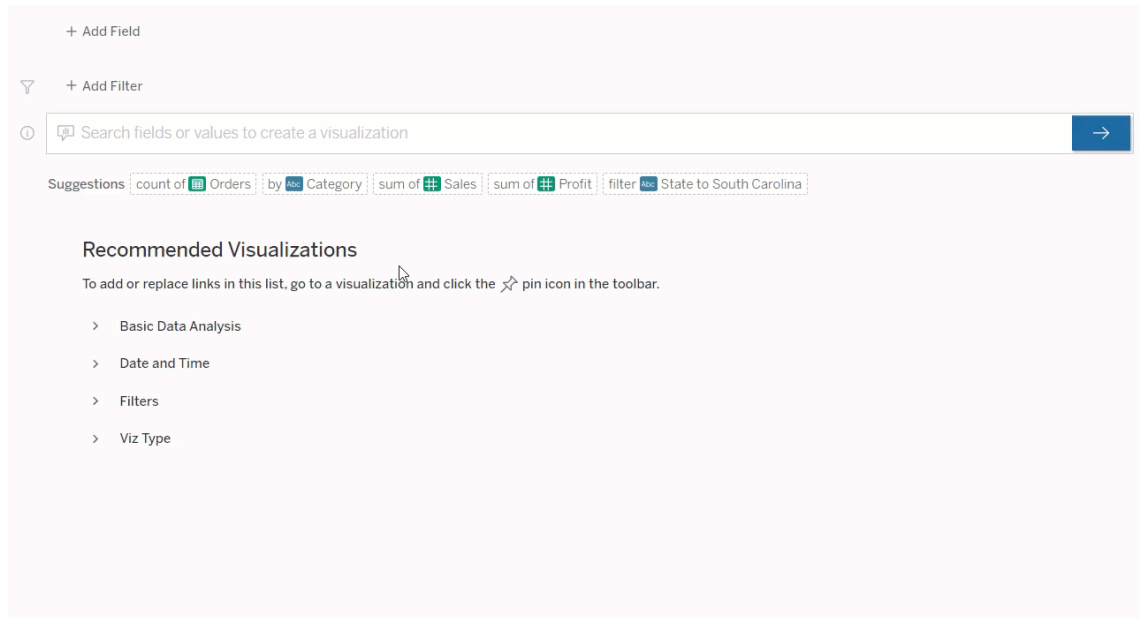 + Add Field
+ Add Filter
Search fields or values to create a visualization
Suggestions count of Orders by Abc Category sum of Sales sum of Profit filter Abc State to South Carolina
Recommended Visualizations
To add or replace links in this list, go to a visualization and click the pin icon in the toolbar.
Basic Data Analysis
Date and Time
Filters
Viz Type